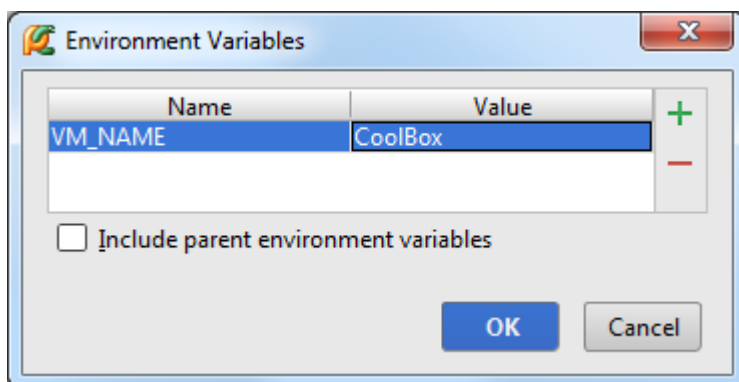 Environment Variables
Name Value
VM_NAME CoolBox
Include parent environment variables
OK Cancel